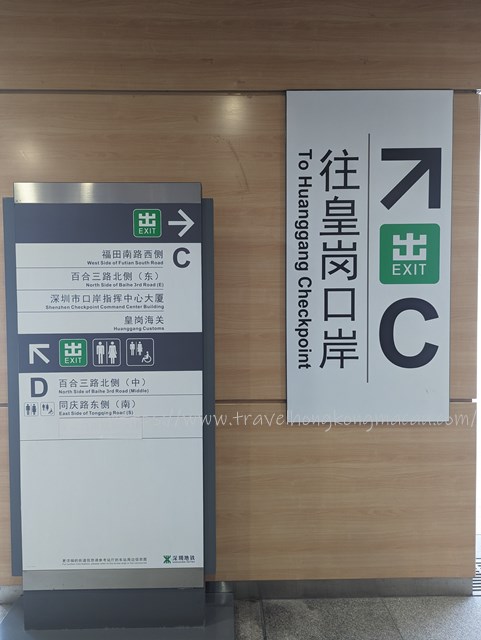 出
EXIT
福田南路西侧
West Side of Futian South Road
C
百合三路北侧（东）
North Side of Baihe 3rd Road (E)
深圳市口岸指挥中心大厦
Shenzhen Checkpoint Command Center Building
皇岗海关
Huanggang Customs
出
EXIT
D
百合三路北侧（中）
North Side of Baihe 3rd Road (Middle)
同庆路东侧（南）
East Side of Tongqing Road (S)
深圳地铁
往皇岗口岸
To Huanggang Checkpoint
出
EXIT
C